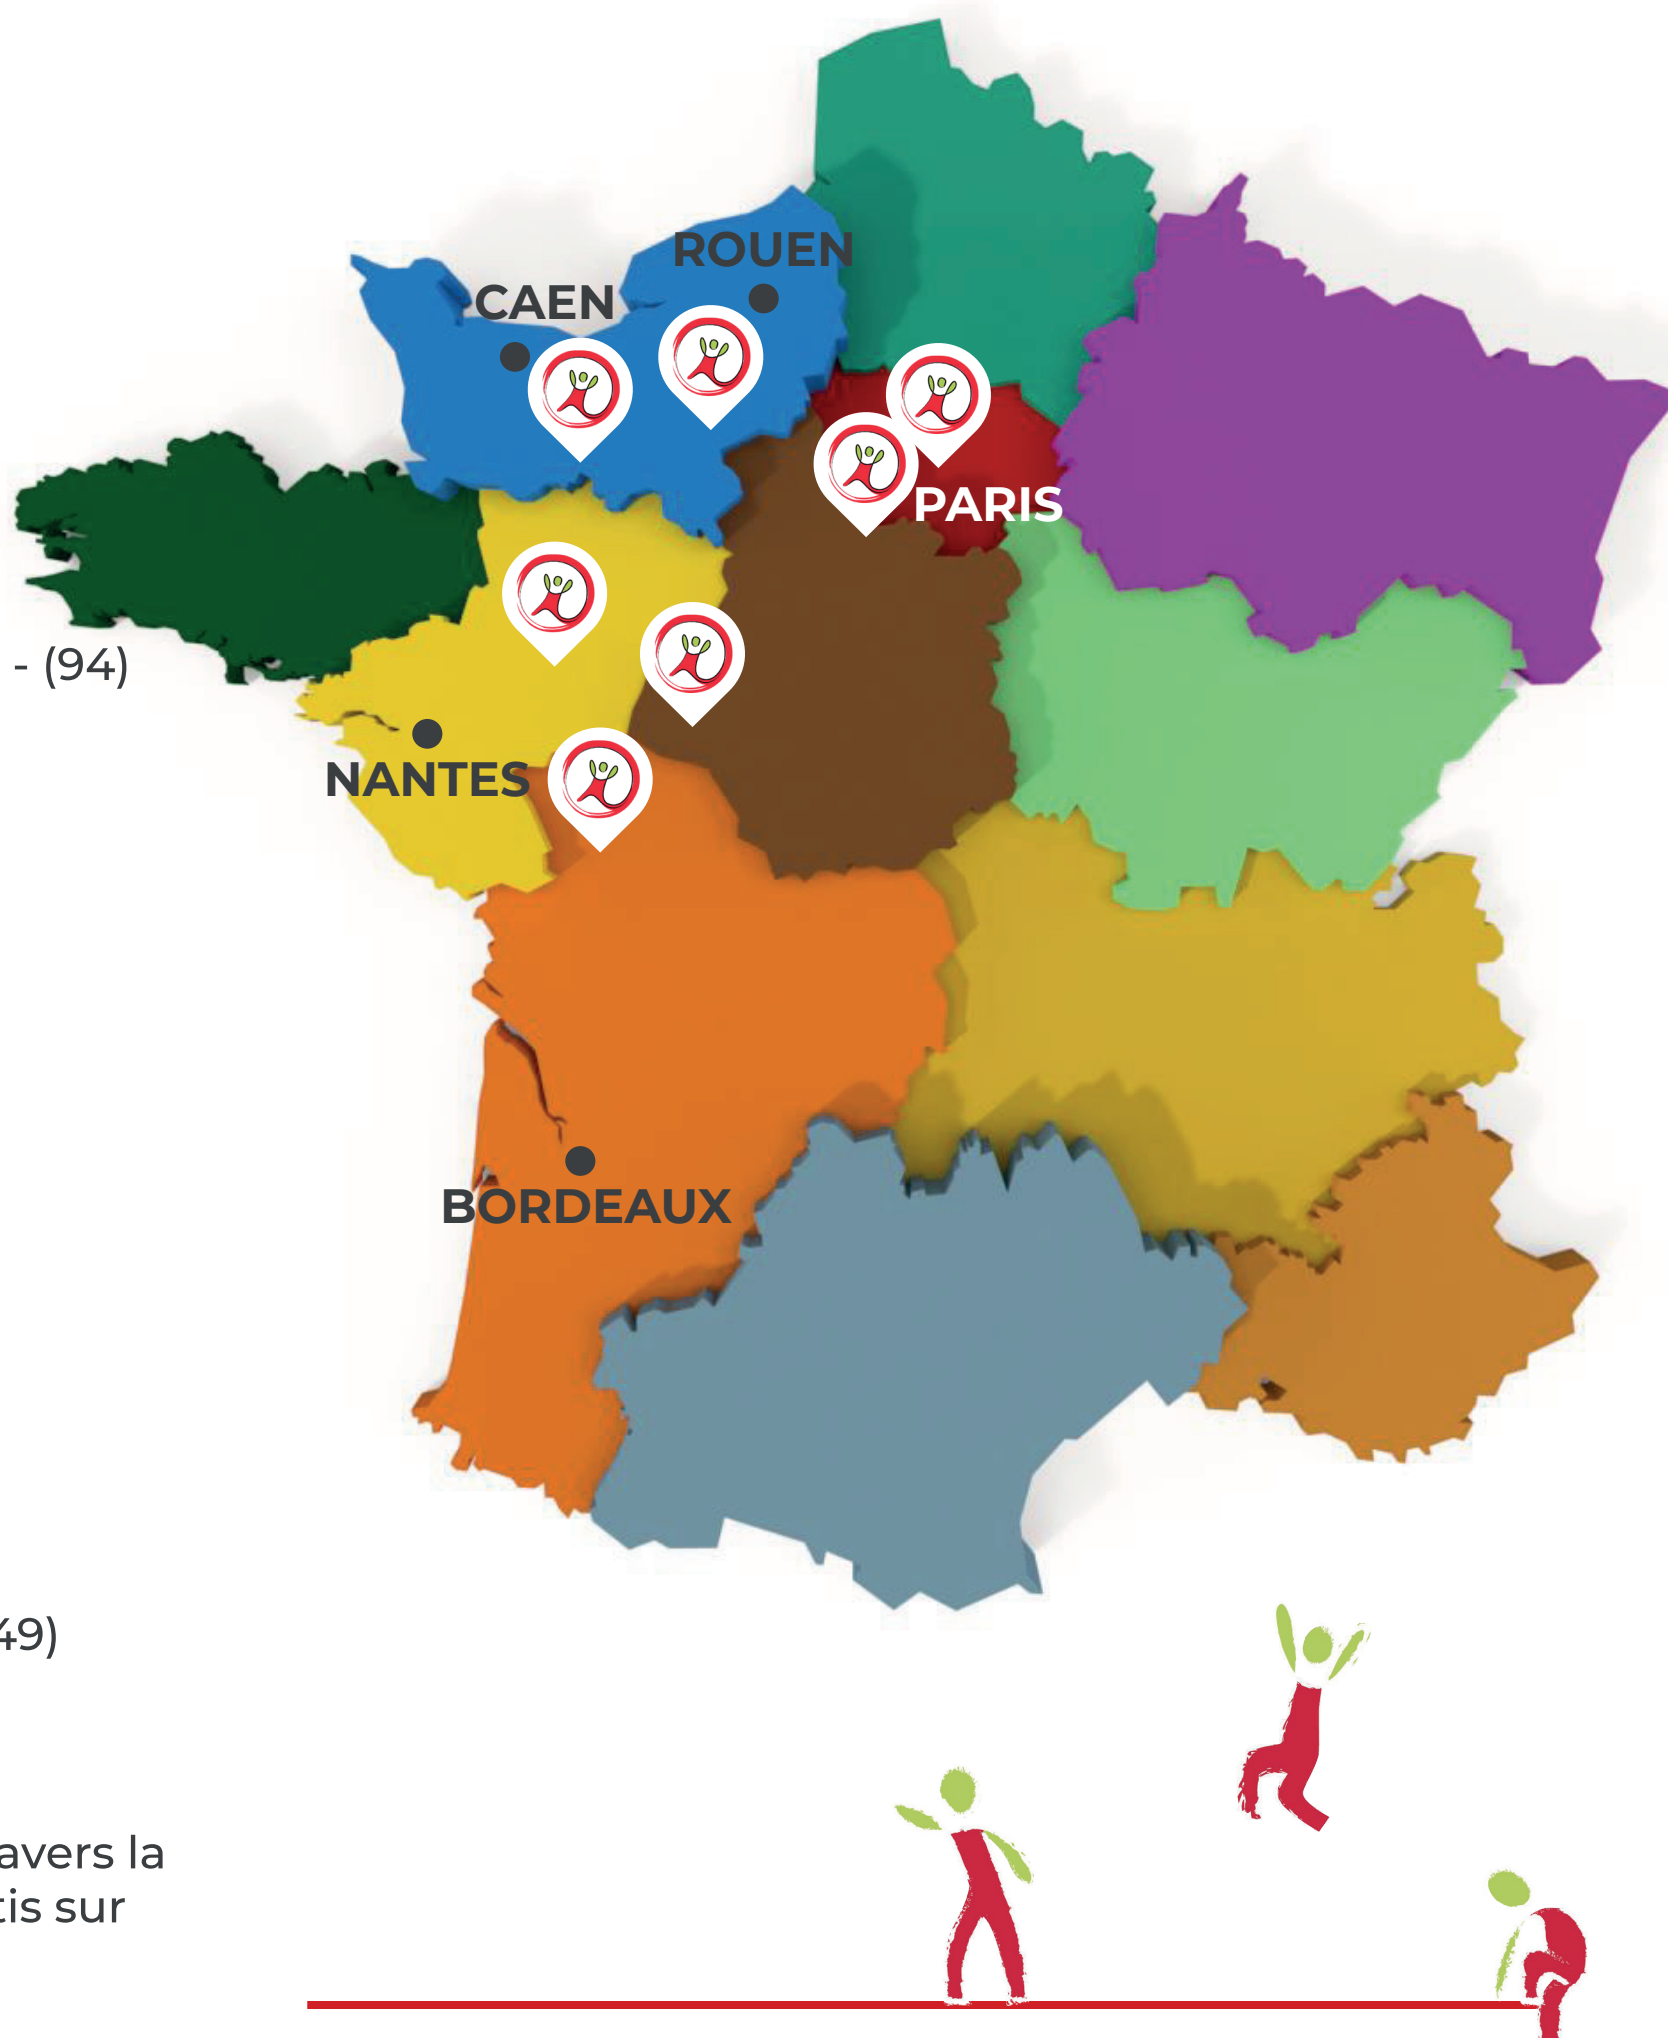 ROUEN
CAEN
PARIS
- (94)
NANTES
BORDEAUX
49)
avers la
tis sur